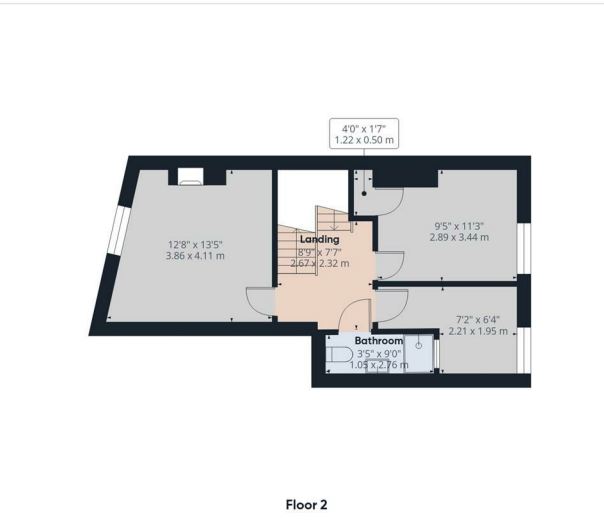 4'0" x 1'7"
1.22 x 0.50 m
12'8" x 13'5"
3.86 x 4.11 m
Landing
8'9" x 7'7"
2.67 x 2.32 m
9'5" x 11'3"
2.89 x 3.44 m
7'2" x 6'4"
2.21 x 1.95 m
Bathroom
3'5" x 9'0"
1.05 x 2.76 m
Floor 2